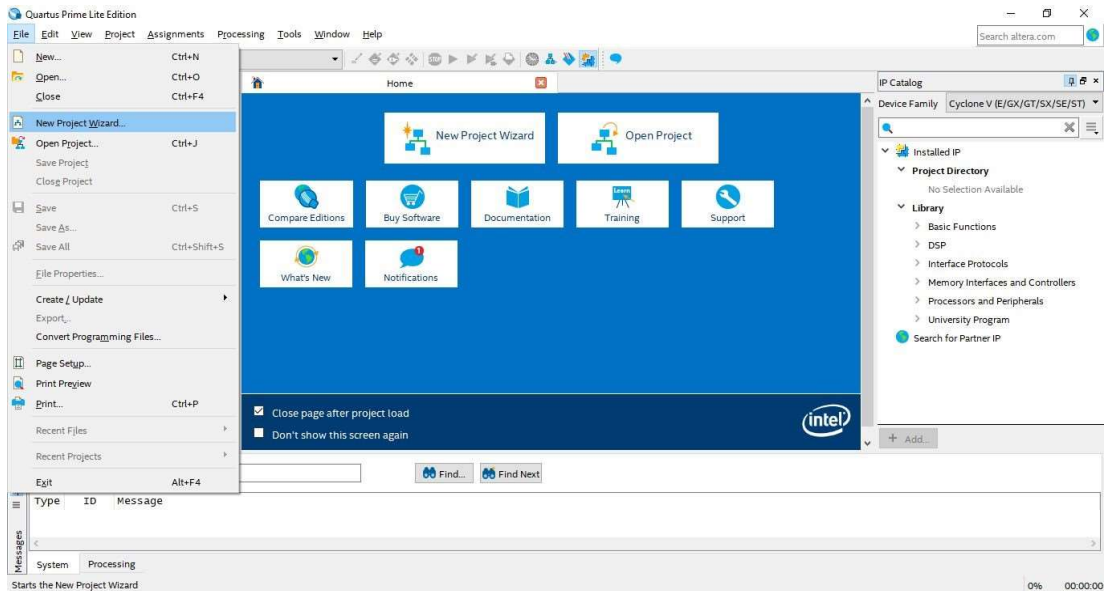 Quartus Prime Lite Edition
File Edit View Project Assignments Processing Tools Window Help
Search altera.com
New... Ctrl+N
Open... Ctrl+O
Close Ctrl+F4
New Project Wizard...
Open Project... Ctrl+J
Save Project
Close Project
Save Ctrl+S
Save As...
Save All Ctrl+Shift+S
File Properties...
Create / Update
Export...
Convert Programming Files...
Page Setup...
Print Preview
Print... Ctrl+P
Recent Files
Recent Projects
Exit Alt+F4
Home
New Project Wizard
Open Project
Compare Editions
Buy Software
Documentation
Training
Support
What's New
Notifications
Close page after project load
Don't show this screen again
intel
IP Catalog
Device Family Cyclone V (E/GX/GT/SX/SE/ST)
Installed IP
Project Directory
No Selection Available
Library
Basic Functions
DSP
Interface Protocols
Memory Interfaces and Controllers
Processors and Peripherals
University Program
Search for Partner IP
+ Add...
Find... Find Next
Type ID Message
Messages
System Processing
Starts the New Project Wizard
0% 00:00:00